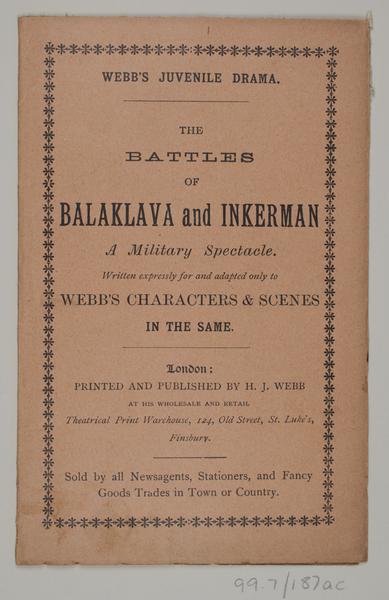 WEBB'S JUVENILE DRAMA.
THE
BATTLES
OF
BALAKLAVA and INKERMAN
A Military Spectacle.
Written expressly for and adapted only to
WEBB'S CHARACTERS & SCENES
IN THE SAME.
London:
PRINTED AND PUBLISHED BY H. J. WEBB
AT HIS WHOLESALE AND RETAIL
Theatrical Print Warehouse, 124, Old Street, St. Luke's,
Finsbury.
Sold by all Newsagents, Stationers, and Fancy
Goods Trades in Town or Country.
99.7/187ac